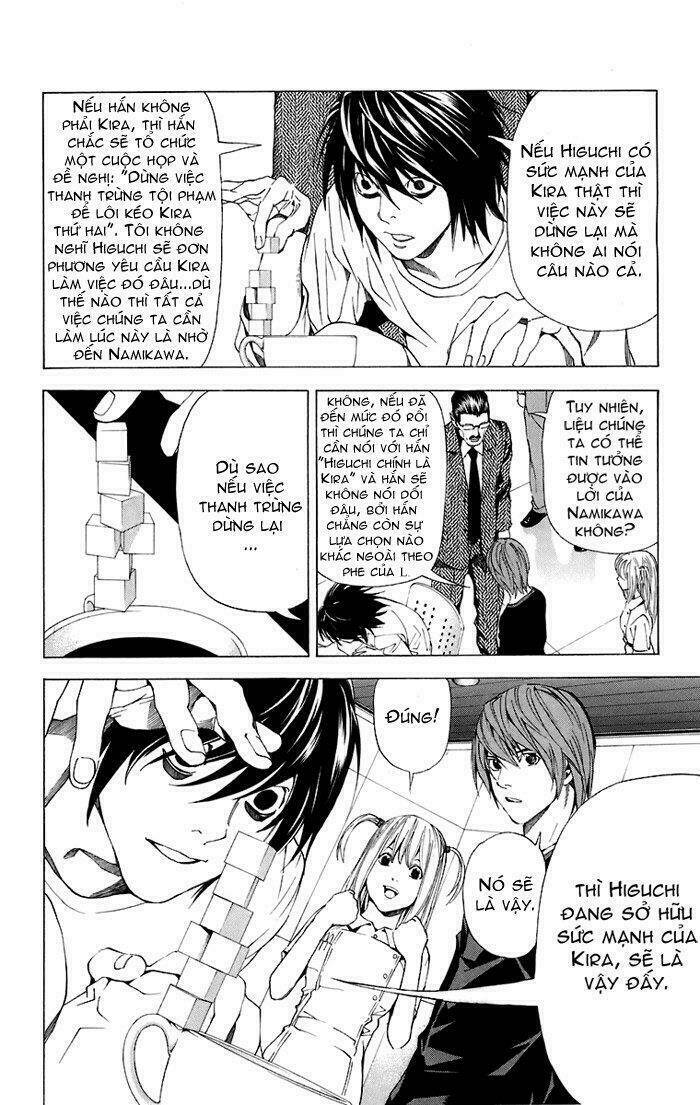 NẾU HIGUCHI CÓ
SỨC MẠNH CỦA
KIRA THẬT THÌ
VIỆC NÀY SẼ
DỪNG LẠI MÀ
KHÔNG AI NÓI
CÂU NÀO CẢ.
NẾU HẮN KHÔNG
PHẢI KIRA, THÌ HẮN
CHẮC SẼ TỔ CHỨC
MỘT CUỘC HỌP VÀ
ĐỀ NGHỊ: "DỪNG VIỆC
THANH TRỪNG TỘI PHẠM
ĐỂ LÔI KÉO KIRA
THỨ HAI". TÔI KHÔNG
NGHĨ HIGUCHI SẼ ĐƠN
PHƯƠNG YÊU CẦU KIRA
LÀM VIỆC ĐÓ ĐÂU...DÙ
THẾ NÀO THÌ TẤT CẢ
VIỆC CHÚNG TA CẦN
LÀM LÚC NÀY LÀ NHỜ
ĐẾN NAMIKAWA.
TUY NHIÊN,
LIỆU CHÚNG
TA CÓ THỂ
TIN TƯỞNG
ĐƯỢC VÀO
LỜI CỦA
NAMIKAWA
KHÔNG?
KHÔNG, NẾU ĐÃ
ĐẾN MỨC ĐÓ RỒI
THÌ CHÚNG TA CHỈ
CẦN NÓI VỚI HẮN
"HIGUCHI CHÍNH LÀ
KIRA" VÀ HẮN SẼ
KHÔNG NÓI DỐI
ĐÂU, BỞI HẮN
CHẲNG CÒN SỰ
LỰA CHỌN NÀO
KHÁC NGOÀI THEO
PHE CỦA L.
DÙ SAO
NẾU VIỆC
THANH TRỪNG
DỪNG LẠI
...
THÌ HIGUCHI
ĐANG SỞ HỮU
SỨC MẠNH CỦA
KIRA, SẼ LÀ
VẬY ĐẤY.
ĐÚNG!
NÓ SẼ
LÀ VẬY.